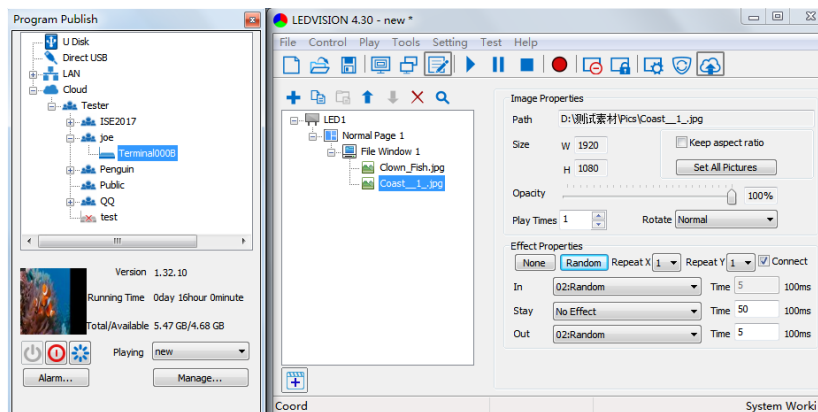 Program Publish
U Disk
Direct USB
LAN
Cloud
Tester
ISE2017
joe
Terminal000B
Penguin
Public
QQ
test
Version 1.32.10
Running Time 0day 16hour 0minute
Total/Available 5.47 GB/4.68 GB
Playing new
Alarm... Manage...
LEDVISION 4.30 - new *
File Control Play Tools Setting Test Help
LED1
Normal Page 1
File Window 1
Clown_Fish.jpg
Coast__1_.jpg
Image Properties
Path D:\测试素材\Pics\Coast__1_.jpg
Size W 1920 Keep aspect ratio
H 1080 Set All Pictures
Opacity 100%
Play Times 1 Rotate Normal
Effect Properties
None Random Repeat X 1 Repeat Y 1 Connect
In 02:Random Time 5 100ms
Stay No Effect Time 50 100ms
Out 02:Random Time 5 100ms
Coord System Worki